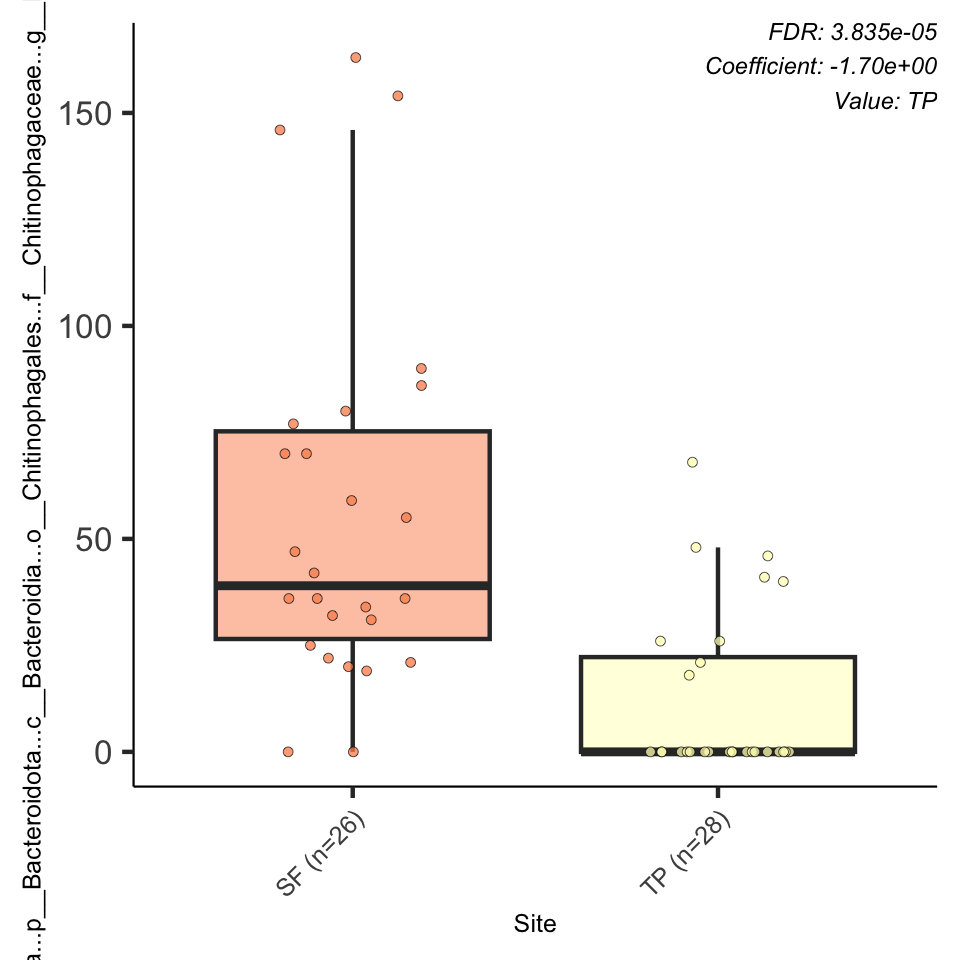 FDR: 3.835e-05
Coefficient: -1.70e+00
Value: TP
a...p__Bacteroidota...c__Bacteroidia...o__Chitinophagales...f__Chitinophagaceae...g__
150
100
50
0
SF (n=26)
TP (n=28)
Site